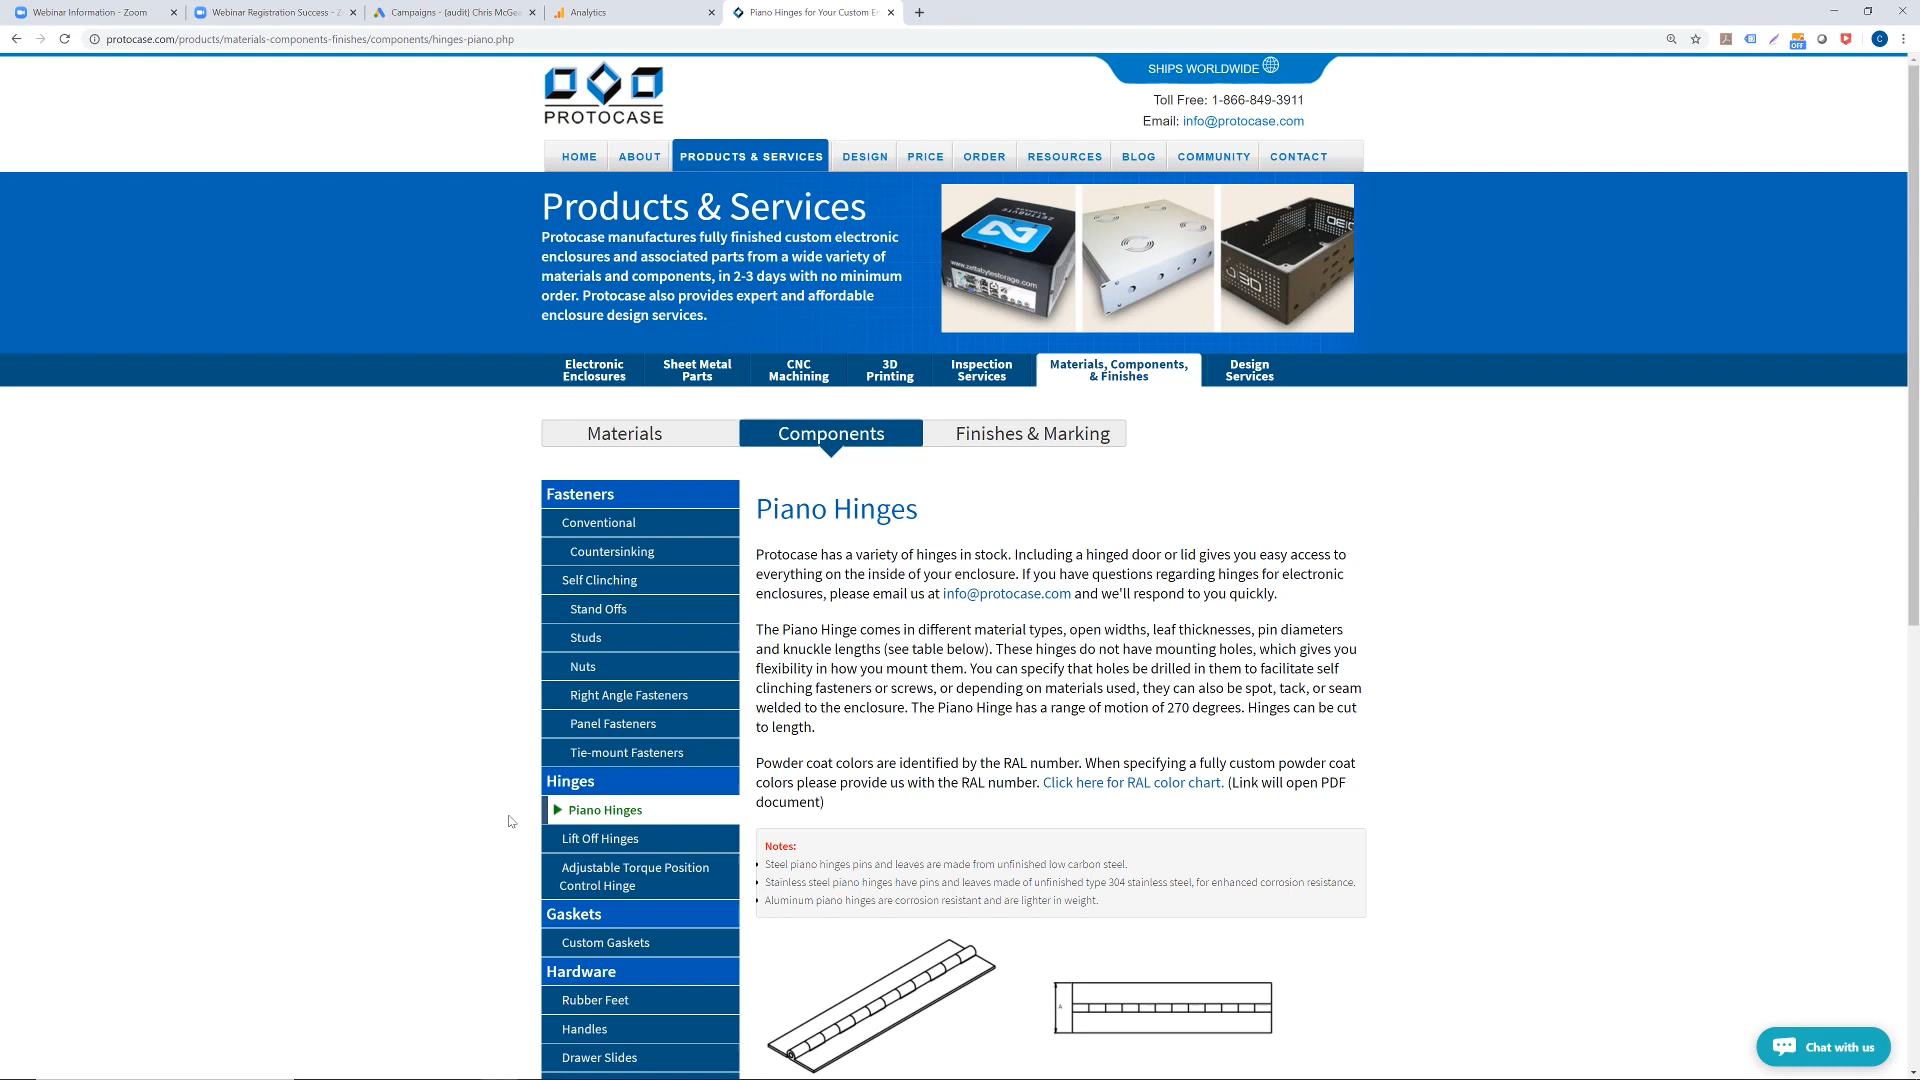 Webinar Information - Zoom
Webinar Registration Success - Z
Campaigns - (audit) Chris McGea
Analytics
Piano Hinges for Your Custom En
protocase.com/products/materials-components-finishes/components/hinges-piano.php
OFF
C
PROTOCASE
SHIPS WORLDWIDE
Toll Free: 1-866-849-3911
Email: info@protocase.com
HOME ABOUT PRODUCTS & SERVICES DESIGN PRICE ORDER RESOURCES BLOG COMMUNITY CONTACT
Products & Services
Protocase manufactures fully finished custom electronic
enclosures and associated parts from a wide variety of
materials and components, in 2-3 days with no minimum
order. Protocase also provides expert and affordable
enclosure design services.
www.zettabytestorage.com
Electronic Enclosures
Sheet Metal Parts
CNC Machining
3D Printing
Inspection Services
Materials, Components, & Finishes
Design Services
Materials Components Finishes & Marking
Fasteners
Conventional
Countersinking
Self Clinching
Stand Offs
Studs
Nuts
Right Angle Fasteners
Panel Fasteners
Tie-mount Fasteners
Hinges
Piano Hinges
Lift Off Hinges
Adjustable Torque Position
Control Hinge
Gaskets
Custom Gaskets
Hardware
Rubber Feet
Handles
Drawer Slides
Piano Hinges
Protocase has a variety of hinges in stock. Including a hinged door or lid gives you easy access to
everything on the inside of your enclosure. If you have questions regarding hinges for electronic
enclosures, please email us at info@protocase.com and we'll respond to you quickly.
The Piano Hinge comes in different material types, open widths, leaf thicknesses, pin diameters
and knuckle lengths (see table below). These hinges do not have mounting holes, which gives you
flexibility in how you mount them. You can specify that holes be drilled in them to facilitate self
clinching fasteners or screws, or depending on materials used, they can also be spot, tack, or seam
welded to the enclosure. The Piano Hinge has a range of motion of 270 degrees. Hinges can be cut
to length.
Powder coat colors are identified by the RAL number. When specifying a fully custom powder coat
colors please provide us with the RAL number. Click here for RAL color chart. (Link will open PDF
document)
Notes:
Steel piano hinges pins and leaves are made from unfinished low carbon steel.
Stainless steel piano hinges have pins and leaves made of unfinished type 304 stainless steel, for enhanced corrosion resistance.
Aluminum piano hinges are corrosion resistant and are lighter in weight.
A
Chat with us